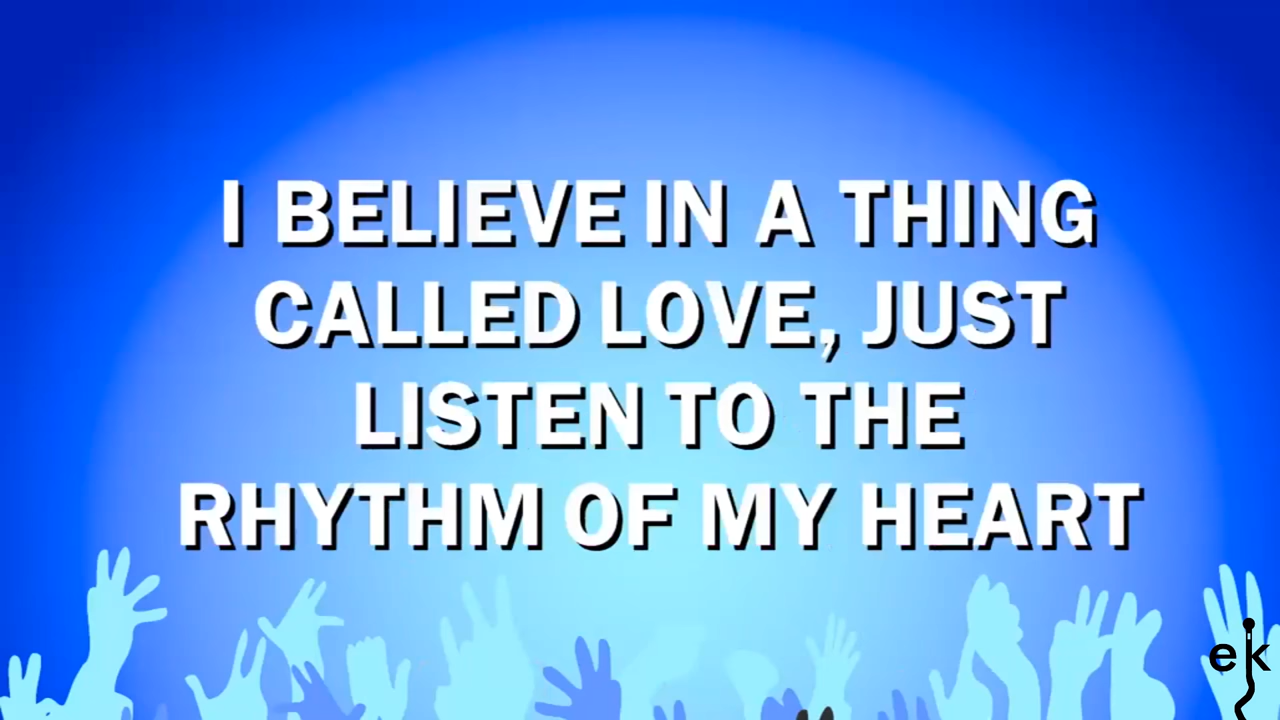 I BELIEVE IN A THING
CALLED LOVE, JUST
LISTEN TO THE
RHYTHM OF MY HEART
ek